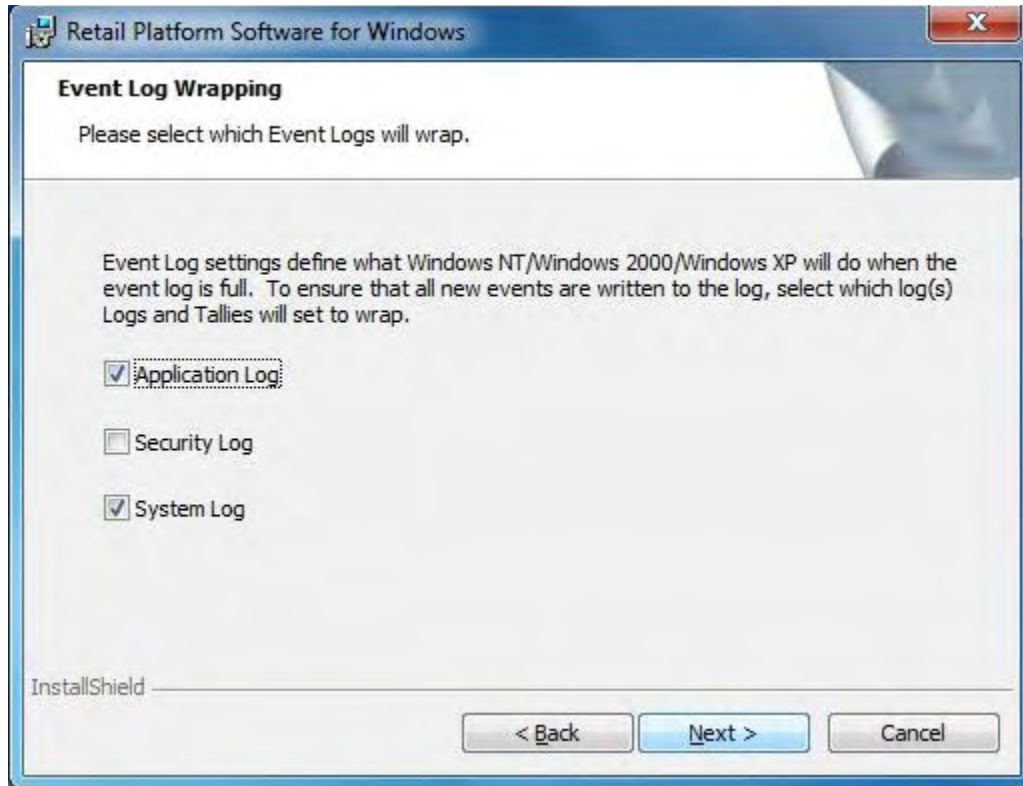 Retail Platform Software for Windows
Event Log Wrapping
Please select which Event Logs will wrap.
Event Log settings define what Windows NT/Windows 2000/Windows XP will do when the
event log is full. To ensure that all new events are written to the log, select which log(s)
Logs and Tallies will set to wrap.
Application Log
Security Log
System Log
InstallShield
< Back
Next >
Cancel